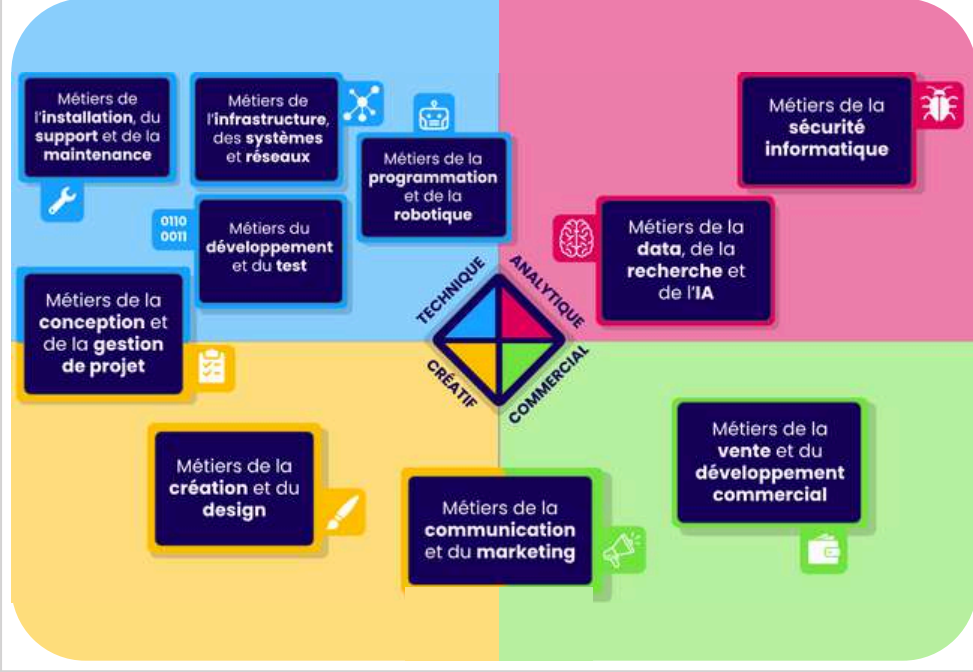 Métiers de
l'installation, du
support et de la
maintenance
Métiers de
l'infrastructure,
des systèmes
et réseaux
Métiers de la
programmation
et de la
robotique
0110
0011
Métiers du
développement
et du test
Métiers de la
conception et
de la gestion
de projet
Métiers de la
sécurité
informatique
Métiers de la
data, de la
recherche et
de l'IA
TECHNIQUE
ANALYTIQUE
CRÉATIF
COMMERCIAL
Métiers de la
création et du
design
Métiers de la
communication
et du marketing
Métiers de la
vente et du
développement
commercial